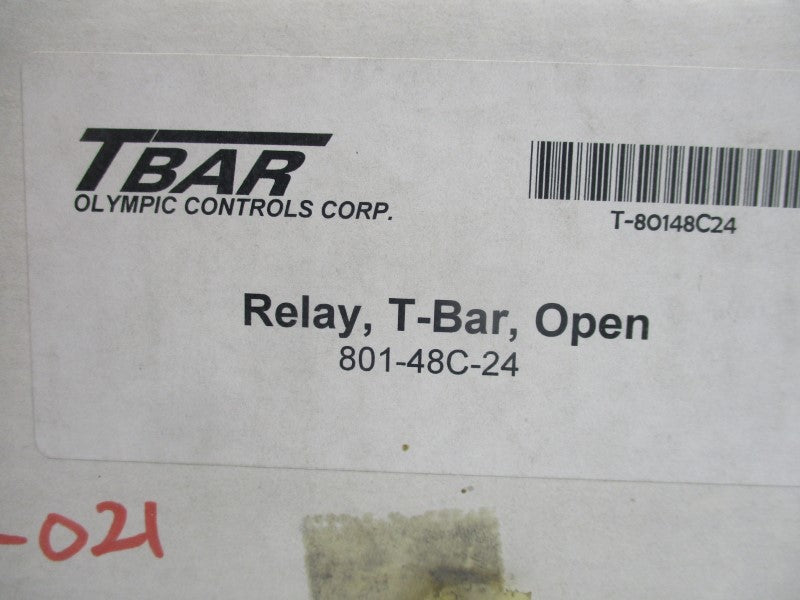 TBAR
OLYMPIC CONTROLS CORP.
T-80148C24
Relay, T-Bar, Open
801-48C-24
-021